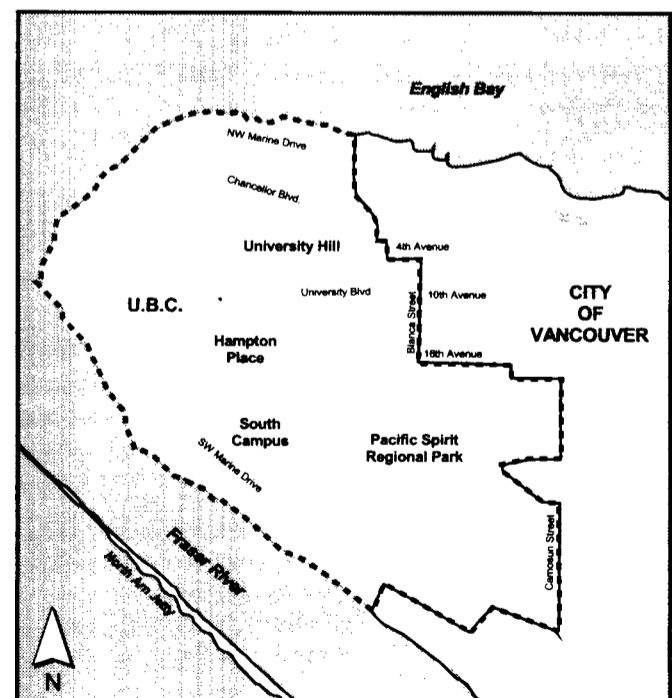 English Bay
NW Marine Drive
Chancellor Blvd.
University Hill
4th Avenue
University Blvd
10th Avenue
U.B.C.
CITY
OF
VANCOUVER
Blanca Street
Hampton
Place
16th Avenue
South
Campus
Pacific Spirit
Regional Park
SW Marine Drive
Fraser River
North Arm Jetty
Camosun Street
N